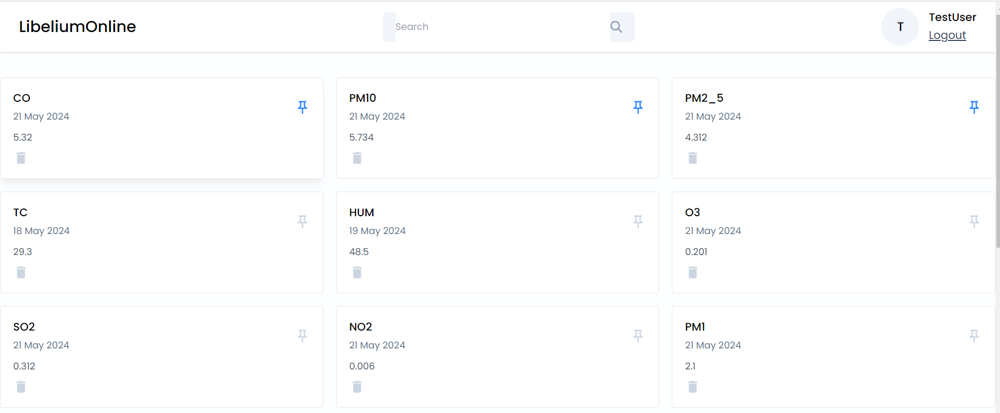 LibeliumOnline
Search
T
TestUser
Logout
CO
21 May 2024
5.32
PM10
21 May 2024
5.734
PM2_5
21 May 2024
4.312
TC
18 May 2024
29.3
HUM
19 May 2024
48.5
O3
21 May 2024
0.201
SO2
21 May 2024
0.312
NO2
21 May 2024
0.006
PM1
21 May 2024
2.1